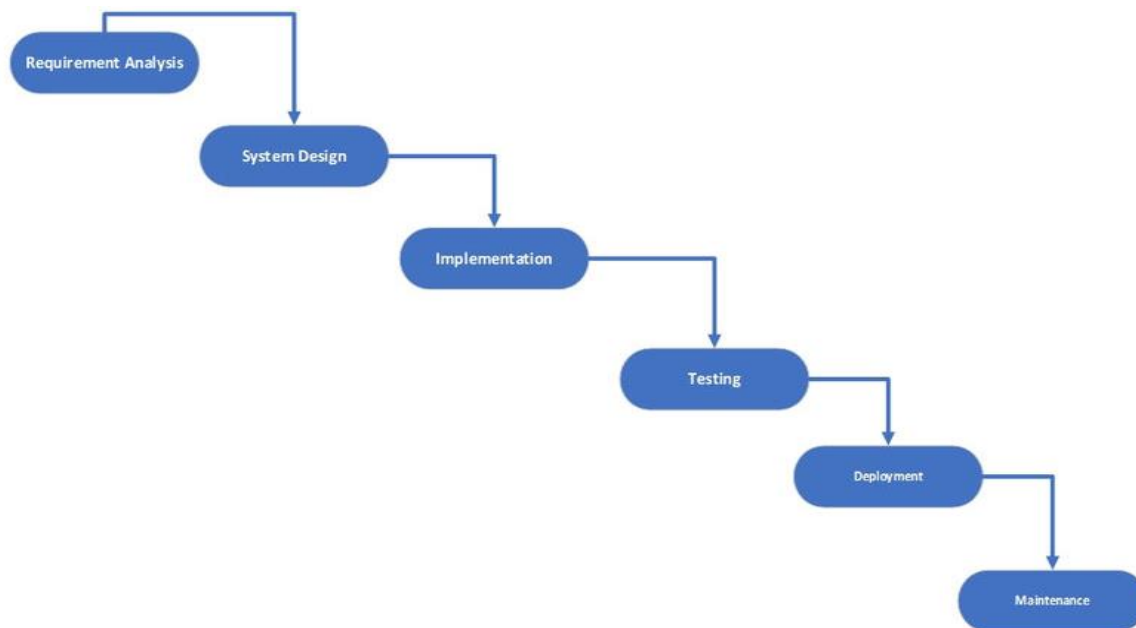 Requirement Analysis
System Design
Implementation
Testing
Deployment
Maintenance